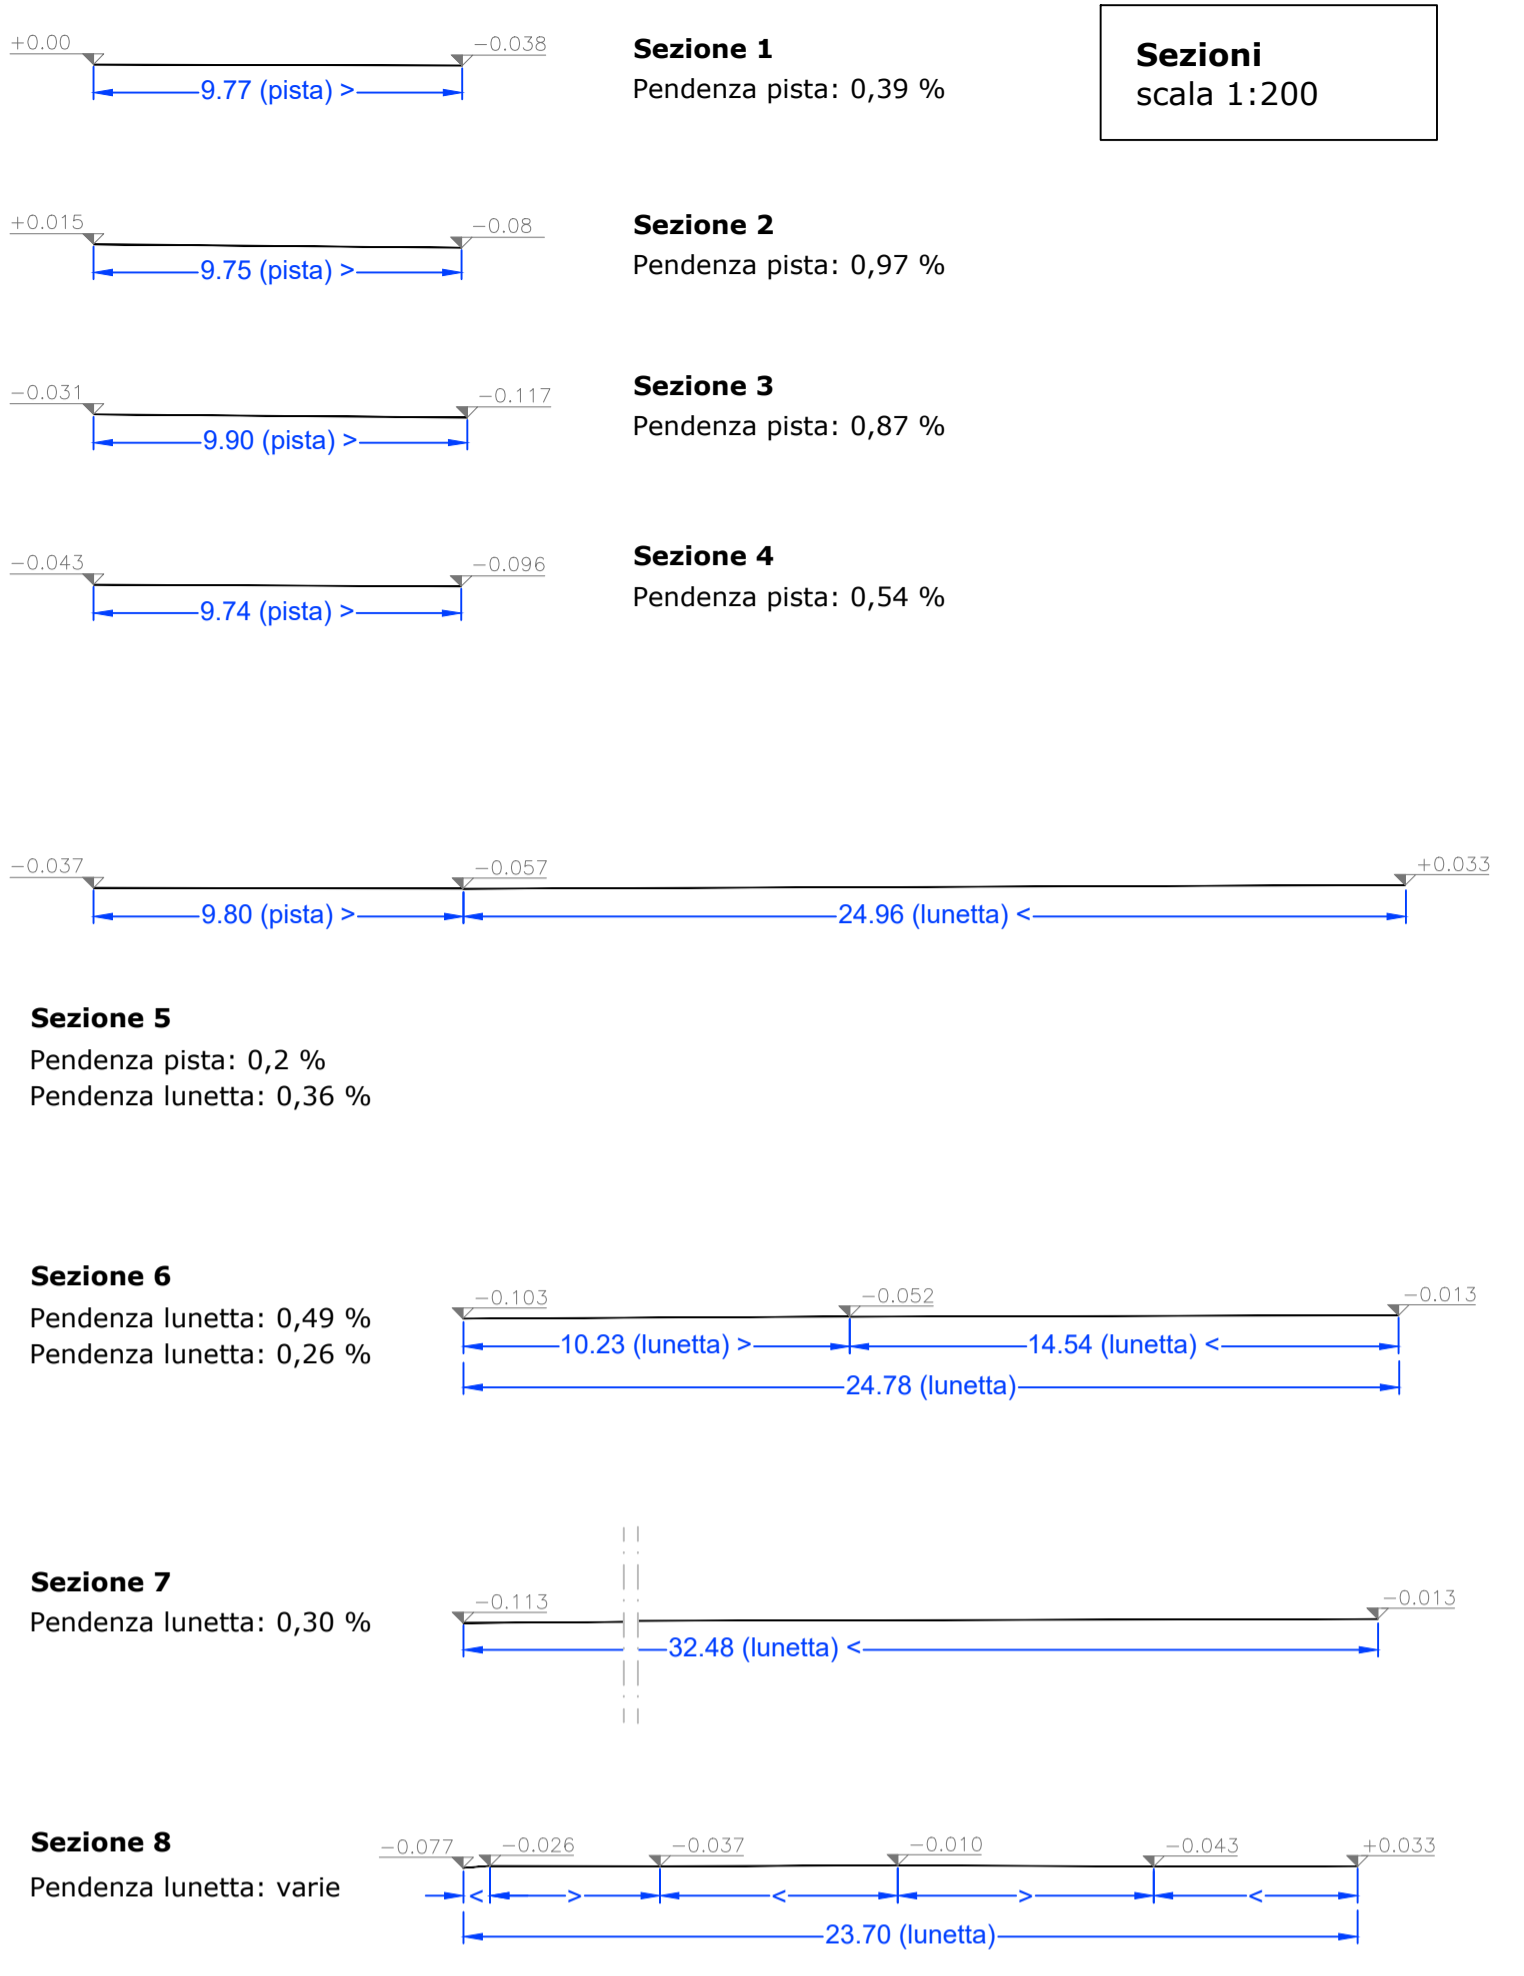 Sezioni
scala 1:200
+0.00
-0.038
9.77 (pista) >
Sezione 1
Pendenza pista: 0,39 %
+0.015
-0.08
9.75 (pista) >
Sezione 2
Pendenza pista: 0,97 %
-0.031
-0.117
9.90 (pista) >
Sezione 3
Pendenza pista: 0,87 %
-0.043
-0.096
9.74 (pista) >
Sezione 4
Pendenza pista: 0,54 %
-0.037
-0.057
+0.033
9.80 (pista) >
24.96 (lunetta) <
Sezione 5
Pendenza pista: 0,2 %
Pendenza lunetta: 0,36 %
Sezione 6
Pendenza lunetta: 0,49 %
Pendenza lunetta: 0,26 %
-0.103
-0.052
-0.013
10.23 (lunetta) >
14.54 (lunetta) <
24.78 (lunetta)
Sezione 7
Pendenza lunetta: 0,30 %
-0.113
-0.013
32.48 (lunetta) <
Sezione 8
Pendenza lunetta: varie
-0.077
-0.026
-0.037
-0.010
-0.043
+0.033
< > < > <
23.70 (lunetta)